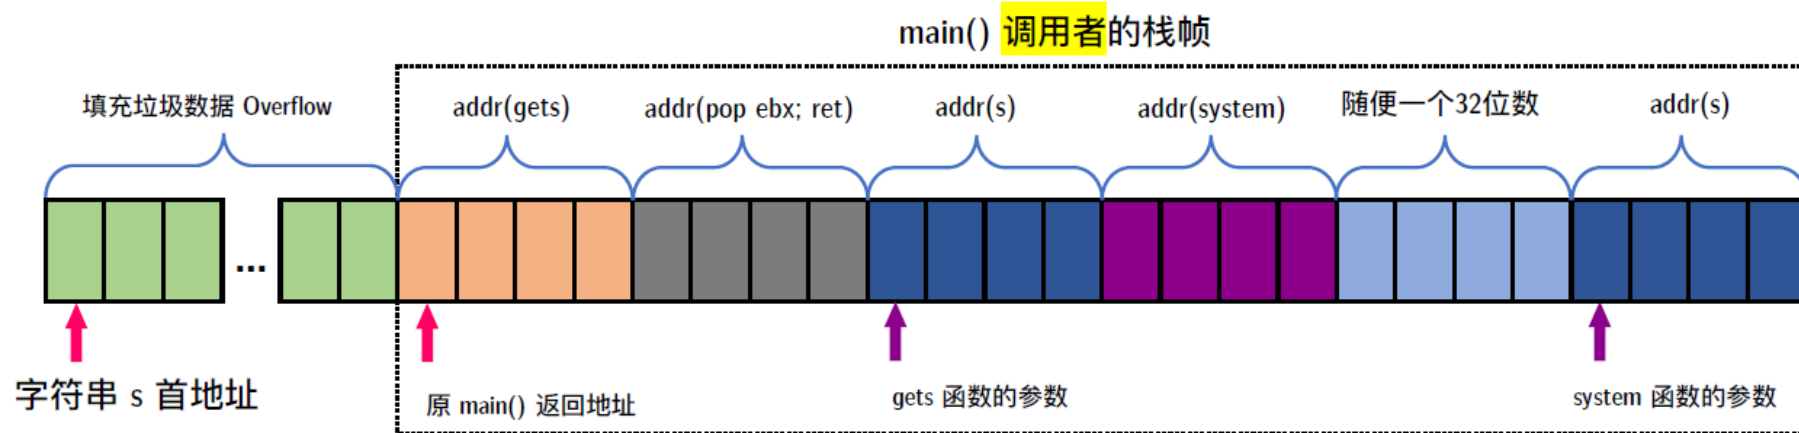 main() 调用者的栈帧
填充垃圾数据 Overflow
addr(gets)
addr(pop ebx; ret)
addr(s)
addr(system)
随便一个32位数
addr(s)
...
字符串 s 首地址
原 main() 返回地址
gets 函数的参数
system 函数的参数